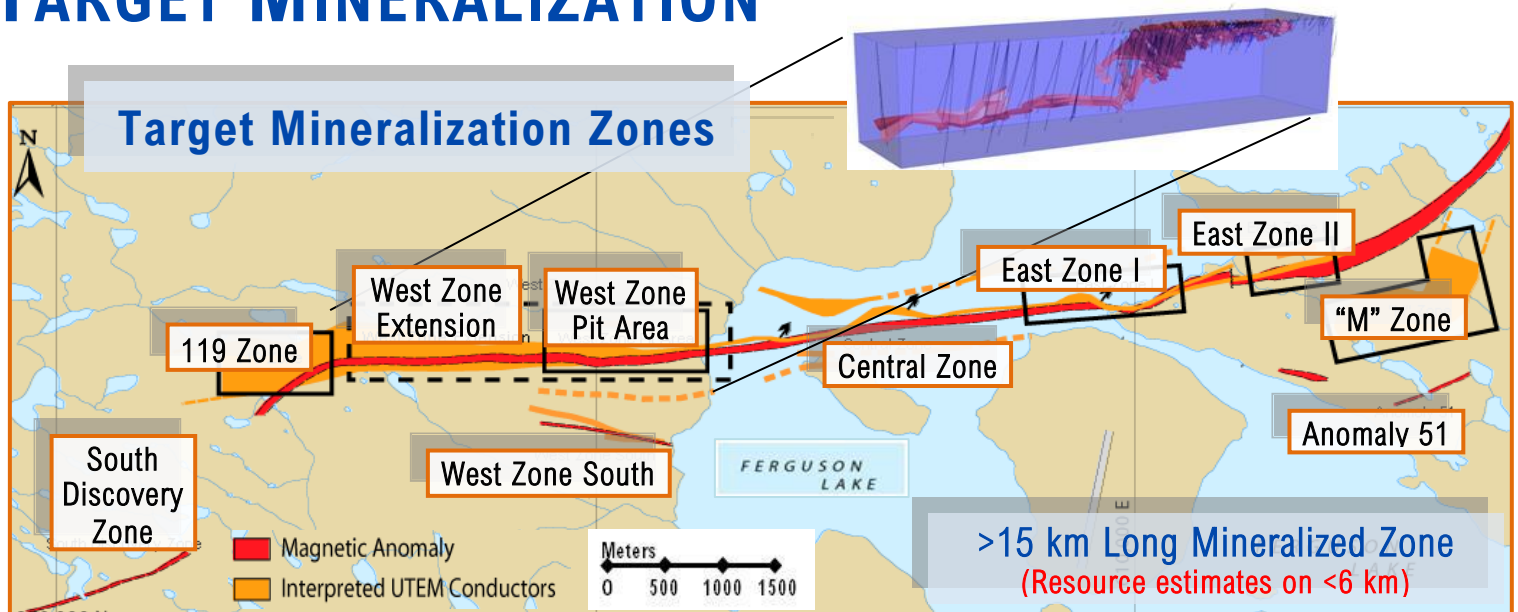 TARGET MINERALIZATION
Target Mineralization Zones
N
East Zone II
East Zone I
West Zone
Extension
West Zone
Pit Area
"M" Zone
119 Zone
Central Zone
Anomaly 51
South
Discovery
Zone
West Zone South
FERGUSON
LAKE
Magnetic Anomaly
Interpreted UTEM Conductors
Meters
0 500 1000 1500
>15 km Long Mineralized Zone
(Resource estimates on <6 km)